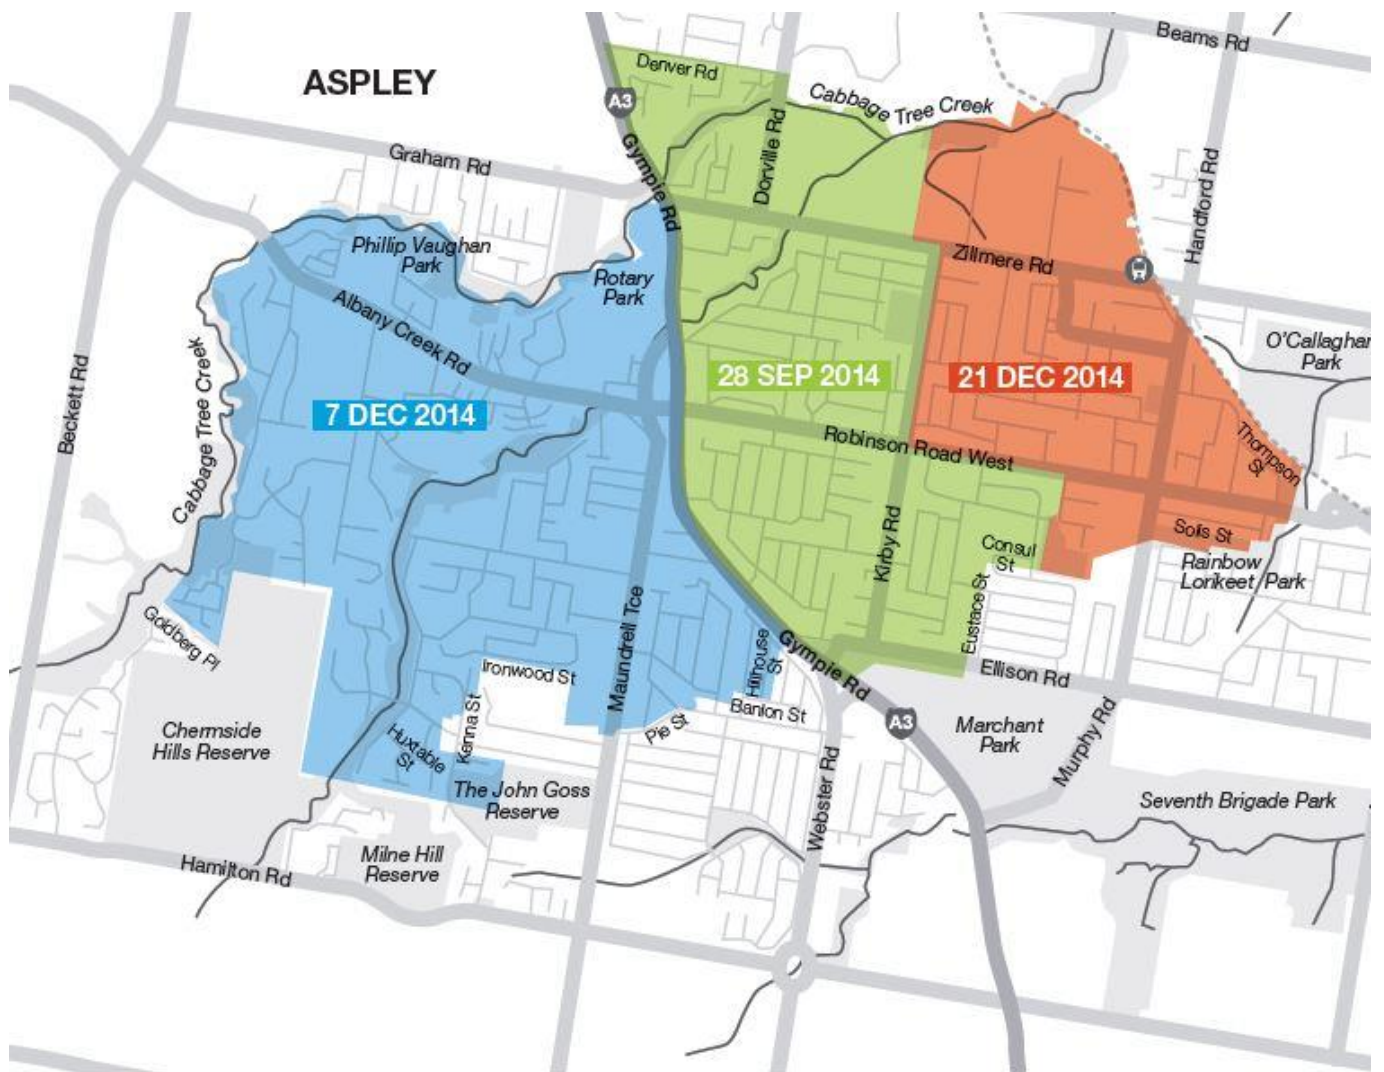 Beams Rd
Denver Rd
ASPLEY
A3
Cabbage Tree Creek
Graham Rd
Gympie Rd
Dorville Rd
Handford Rd
Phillip Vaughan
Park
Zillmere Rd
Rotary
Park
Albany Creek Rd
O'Callaghan
Park
Beckett Rd
Cabbage Tree Creek
28 SEP 2014
21 DEC 2014
7 DEC 2014
Robinson Road West
Thompson
St
Kirby Rd
Solis St
Consul
St
Rainbow
Lorikeet Park
Eustace St
Goldberg Pl
Maundrell Tce
Hillhouse
St
Gympie Rd
Ellison Rd
Ironwood St
Kenna St
Banlon St
Pie St
A3
Marchant
Park
Murphy Rd
Chermside
Hills Reserve
Huxtable
St
Webster Rd
The John Goss
Reserve
Seventh Brigade Park
Milne Hill
Reserve
Hamilton Rd